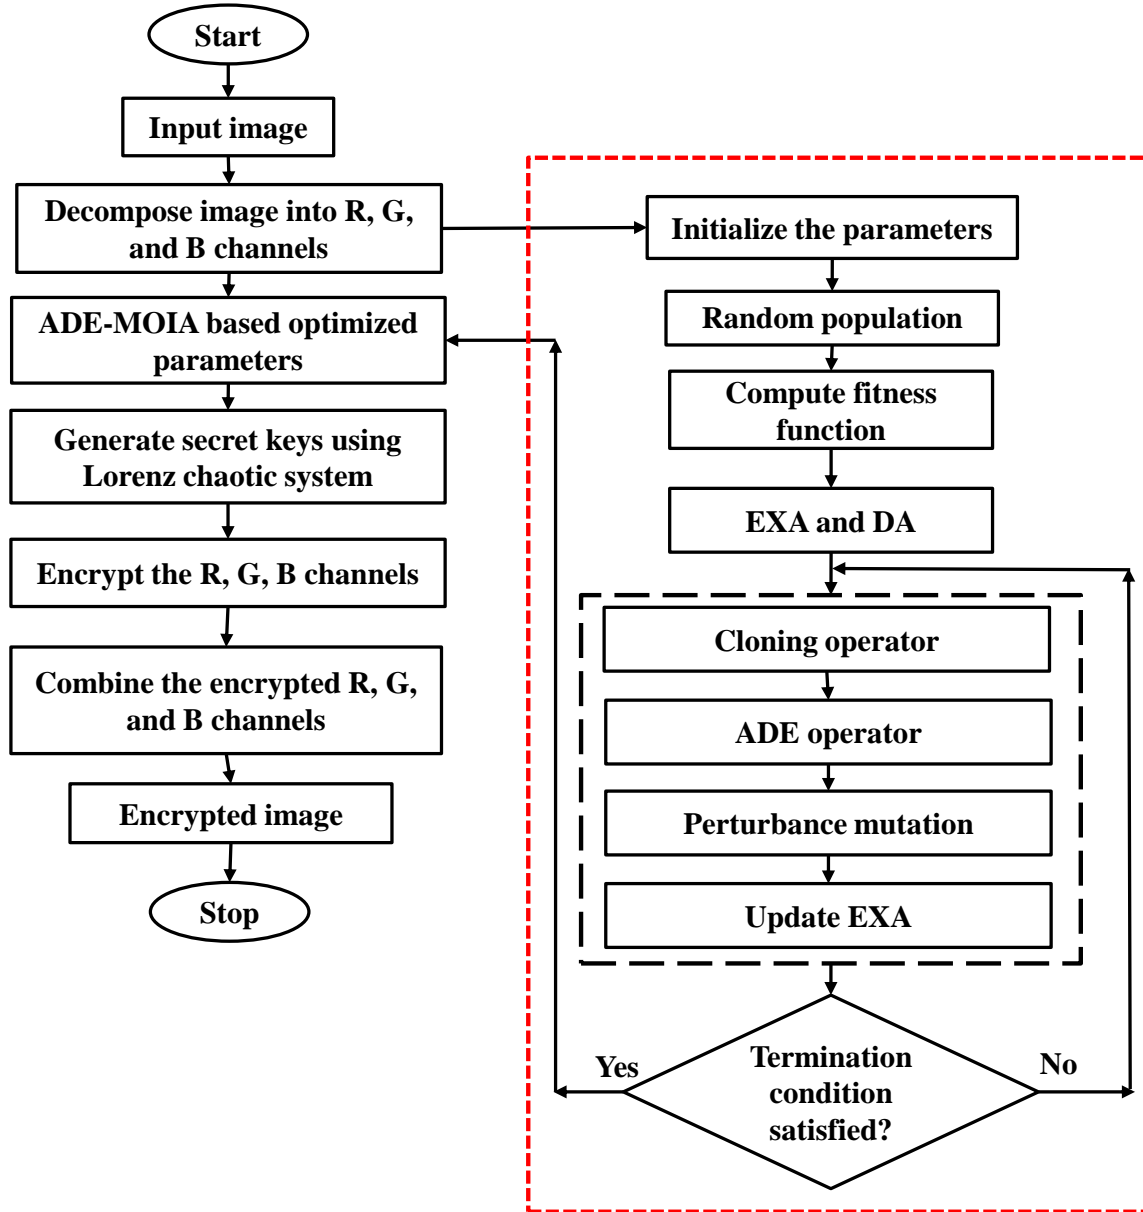 Start
Input image
Decompose image into R, G,
and B channels
ADE-MOIA based optimized
parameters
Generate secret keys using
Lorenz chaotic system
Encrypt the R, G, B channels
Combine the encrypted R, G,
and B channels
Encrypted image
Stop
Initialize the parameters
Random population
Compute fitness
function
EXA and DA
Cloning operator
ADE operator
Perturbance mutation
Update EXA
Termination
condition
satisfied?
Yes
No